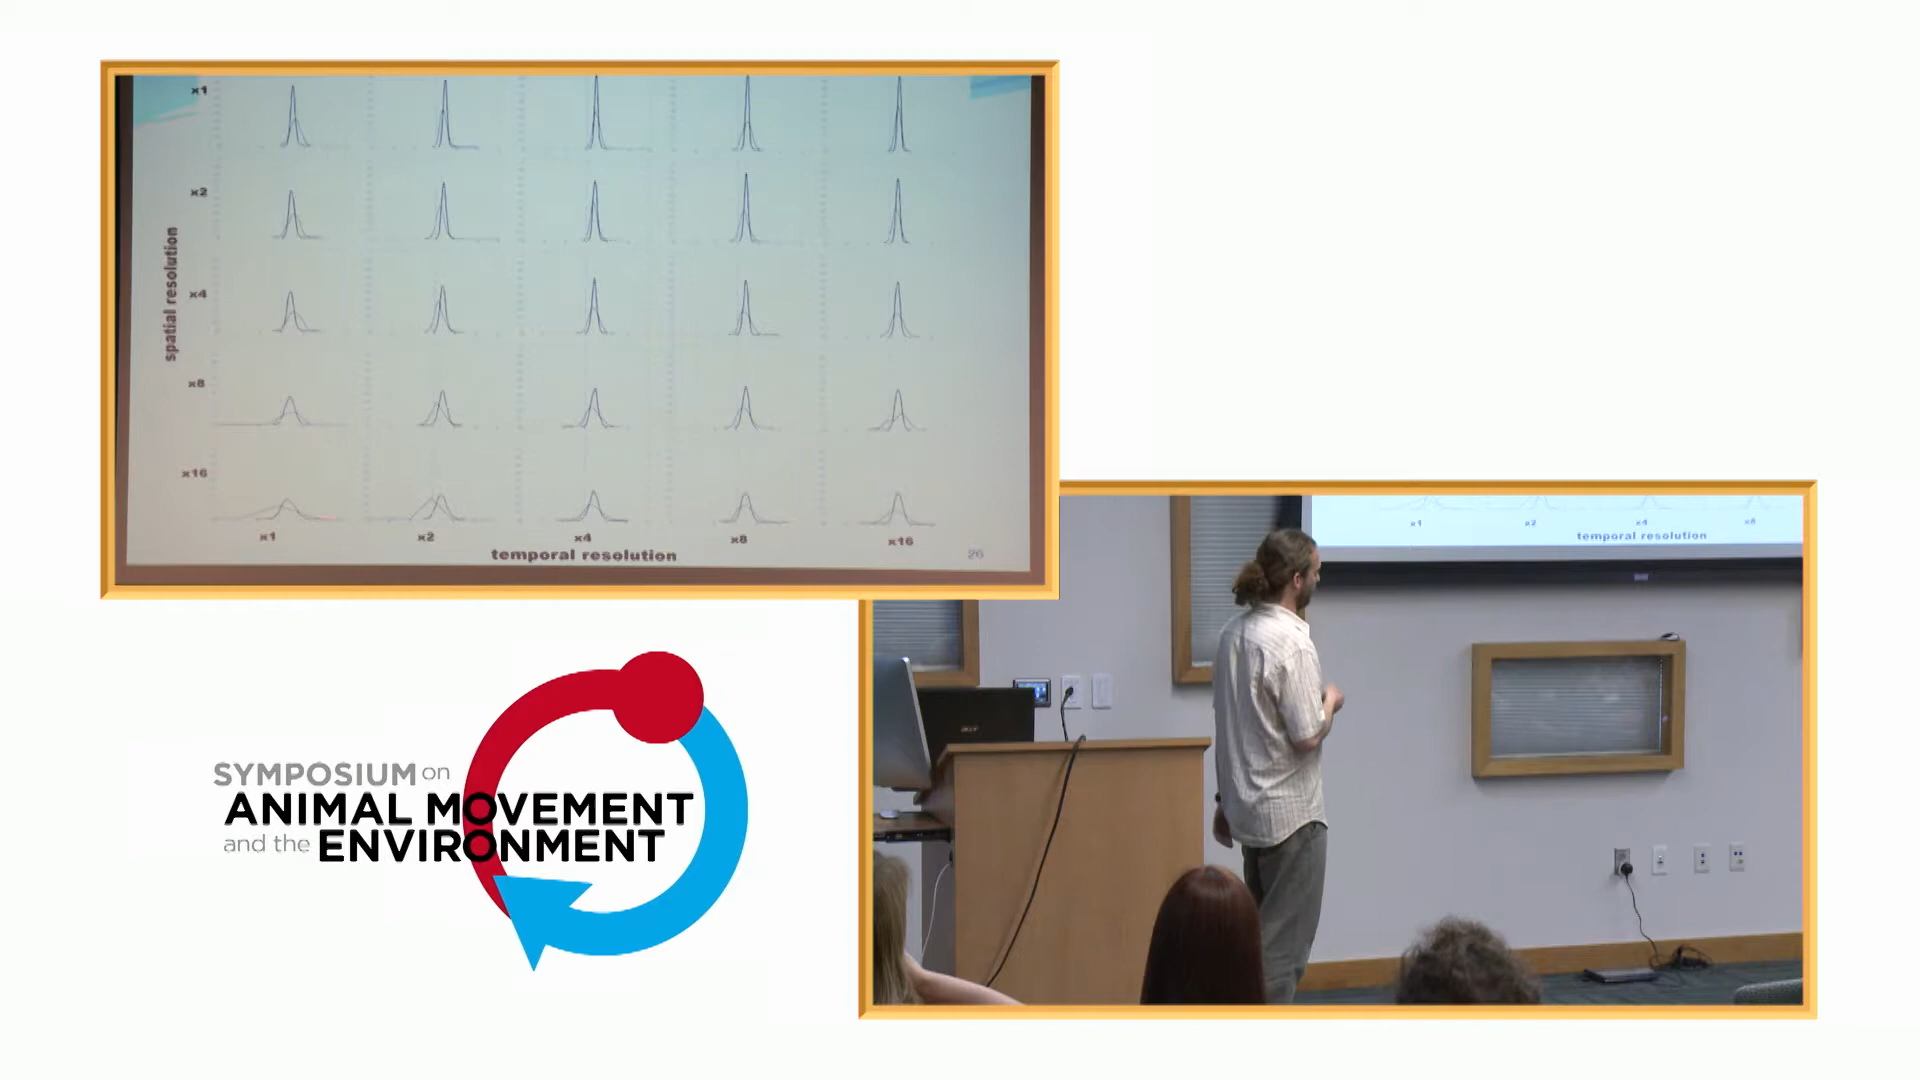 x1
x2
x4
x8
x16
spatial resolution
x1 x2 x4 x8 x16
temporal resolution
26
SYMPOSIUM on
ANIMAL MOVEMENT
and the ENVIRONMENT
x1 x2 x4 x8
temporal resolution
acer